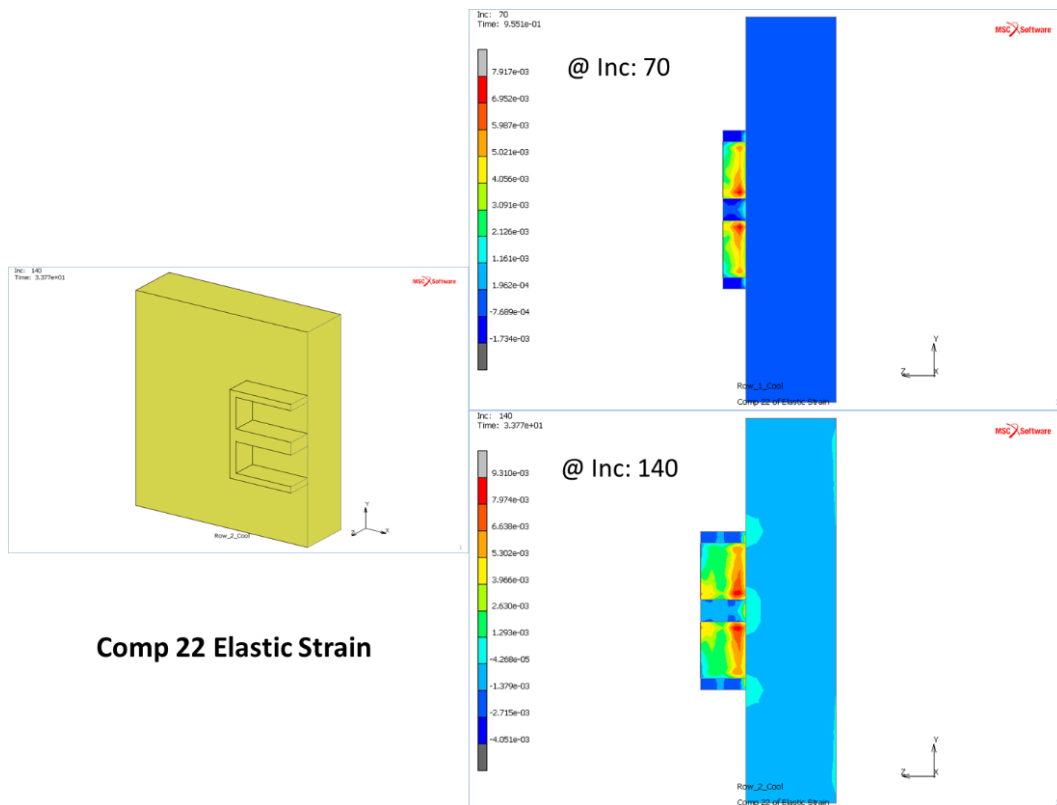 Inc: 70
Time: 9.551e-01
MSC Software
@ Inc: 70
7.917e-03
6.952e-03
5.987e-03
5.021e-03
4.056e-03
3.091e-03
2.126e-03
1.161e-03
1.962e-04
-7.689e-04
-1.734e-03
Y
Z
X
Row_1_Cool
Comp 22 of Elastic Strain
Inc: 140
Time: 3.377e+01
MSC Software
Y
X
Z
Row_2_Cool
1
Comp 22 Elastic Strain
Inc: 140
Time: 3.377e+01
MSC Software
@ Inc: 140
9.310e-03
7.974e-03
6.638e-03
5.302e-03
3.966e-03
2.630e-03
1.293e-03
-4.268e-05
-1.379e-03
-2.715e-03
-4.051e-03
Y
Z
X
Row_2_Cool
Comp 22 of Elastic Strain